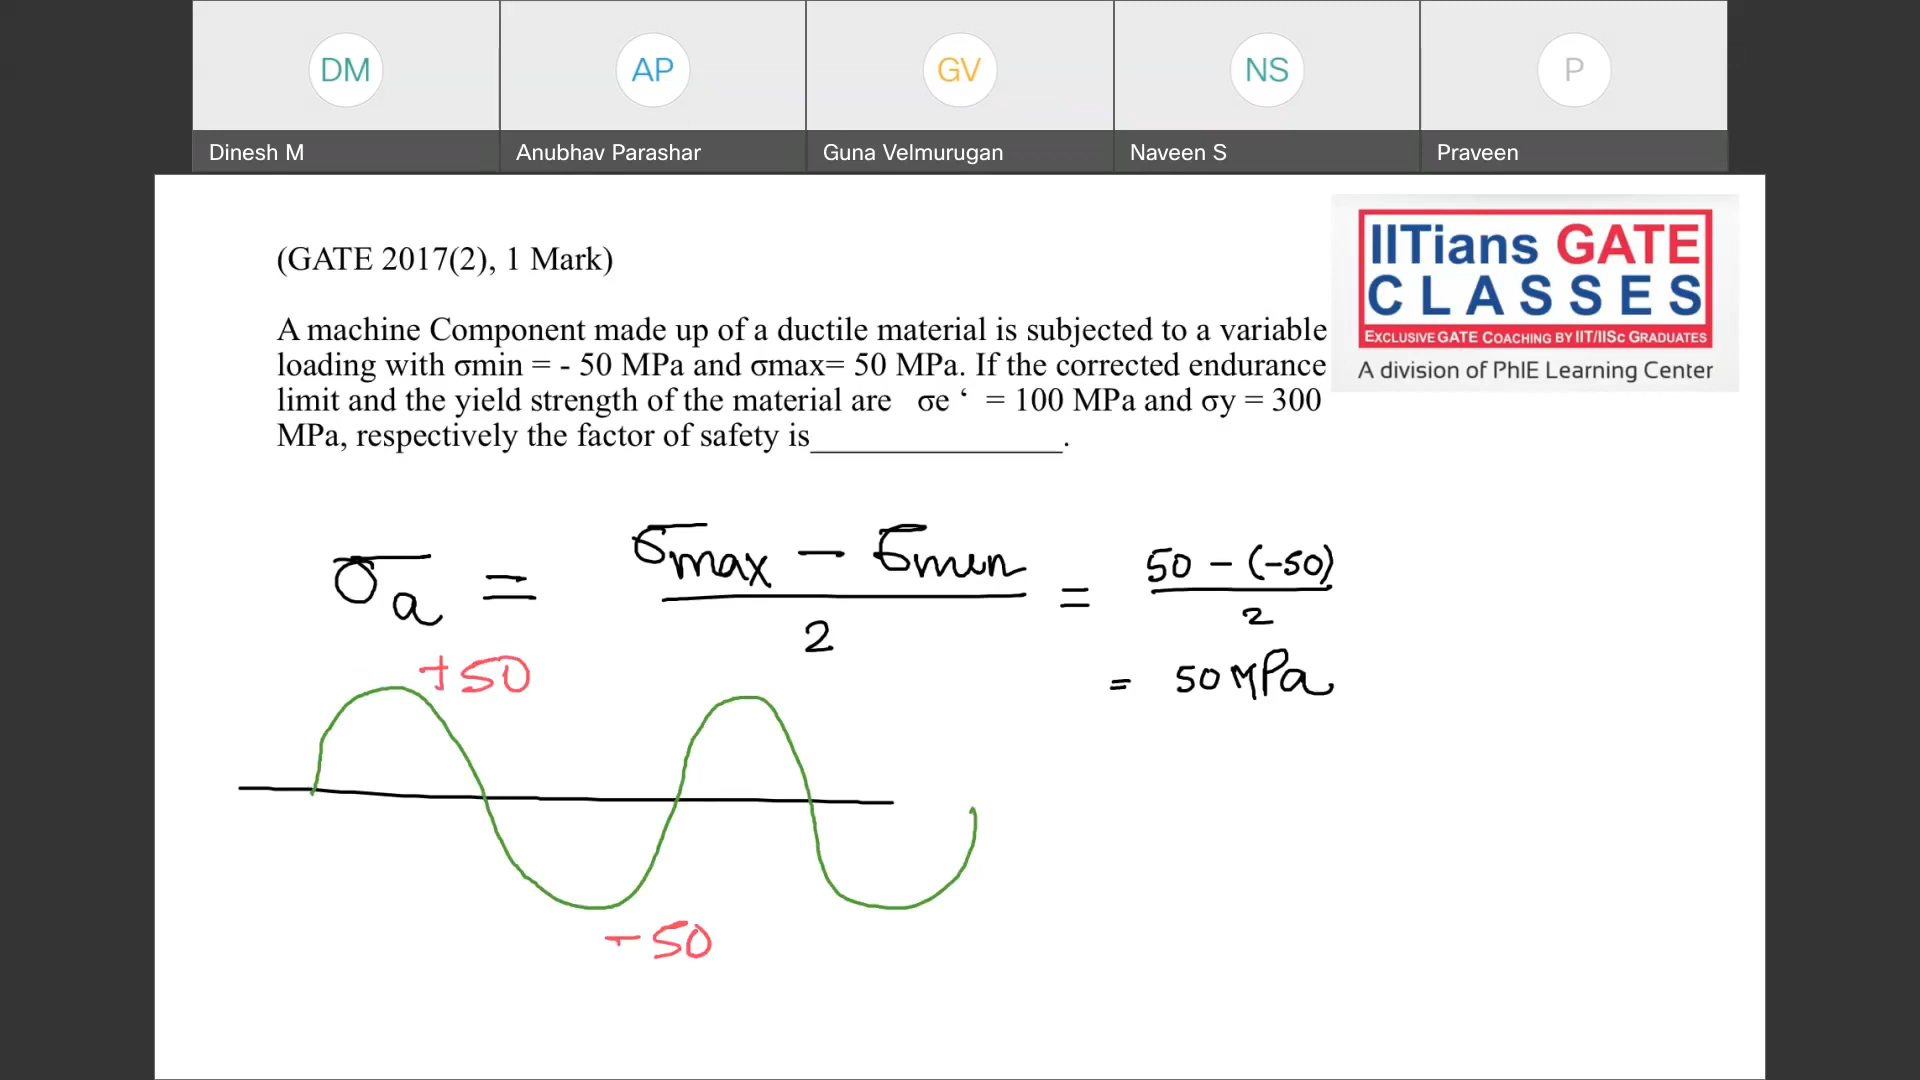 DM AP GV NS P
Dinesh M Anubhav Parashar Guna Velmurugan Naveen S Praveen
IITians GATE
CLASSES
EXCLUSIVE GATE COACHING BY IIT/IISc GRADUATES
A division of PhIE Learning Center
(GATE 2017(2), 1 Mark)
A machine Component made up of a ductile material is subjected to a variable
loading with σmin = - 50 MPa and σmax= 50 MPa. If the corrected endurance
limit and the yield strength of the material are σe ‘ = 100 MPa and σy = 300
MPa, respectively the factor of safety is_______________.
σa = (σmax - σmin) / 2 = (50 - (-50)) / 2
= 50 MPa
+50
-50